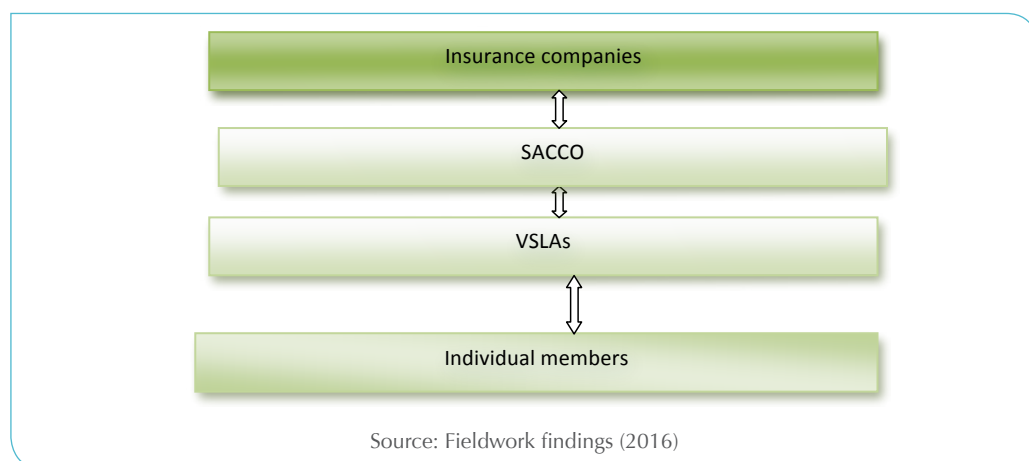 Insurance companies
SACCO
VSLAs
Individual members
Source: Fieldwork findings (2016)